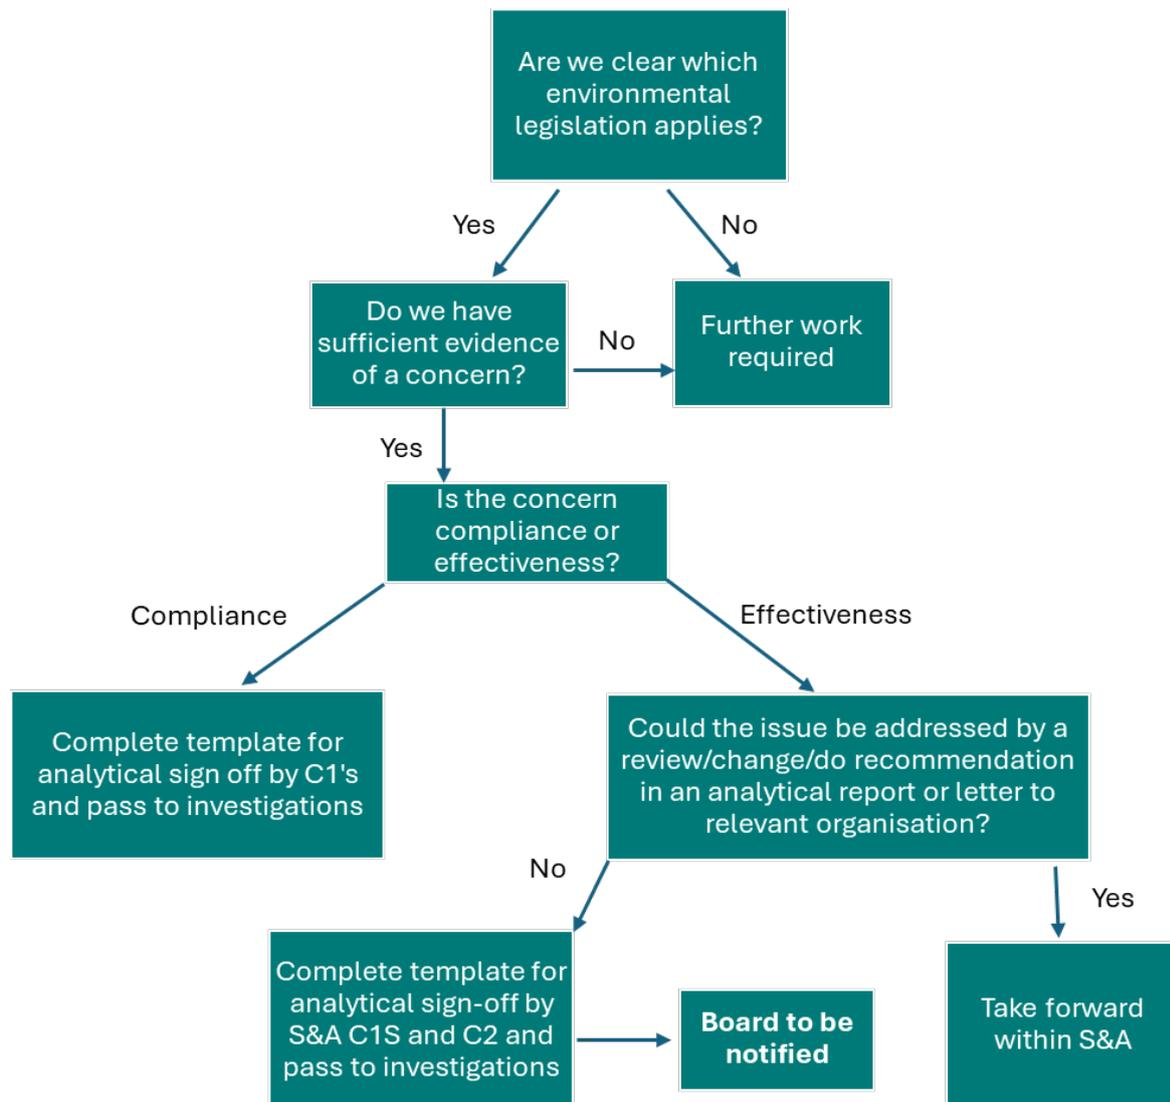 Are we clear which
environmental
legislation applies?
Yes
No
Do we have
sufficient evidence
of a concern?
No
Further work
required
Yes
Is the concern
compliance or
effectiveness?
Compliance
Effectiveness
Complete template for
analytical sign off by C1's
and pass to investigations
Could the issue be addressed by a
review/change/do recommendation
in an analytical report or letter to
relevant organisation?
No
Yes
Complete template for
analytical sign-off by
S&A C1S and C2 and
pass to investigations
Board to be
notified
Take forward
within S&A